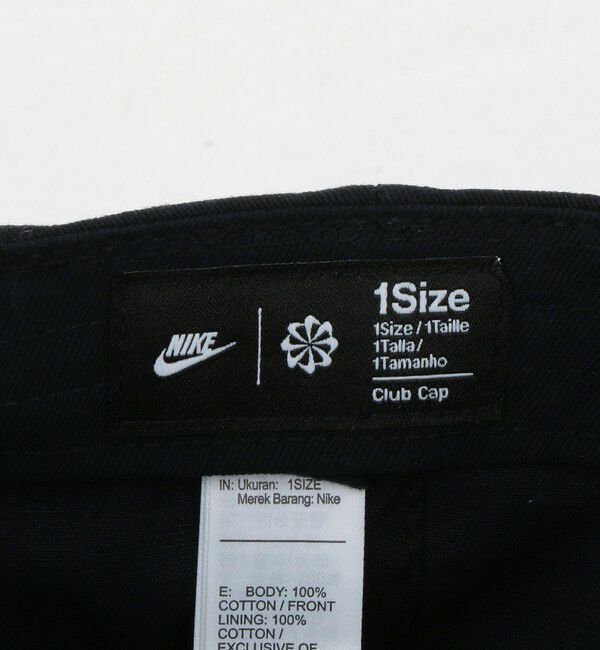 NIKE
1Size
1Size/1Taille
1Talla/
1Tamanho
Club Cap
IN: Ukuran: 1SIZE
Merek Barang: Nike
E: BODY: 100%
COTTON / FRONT
LINING: 100%
COTTON /
EXCLUSIVE OF